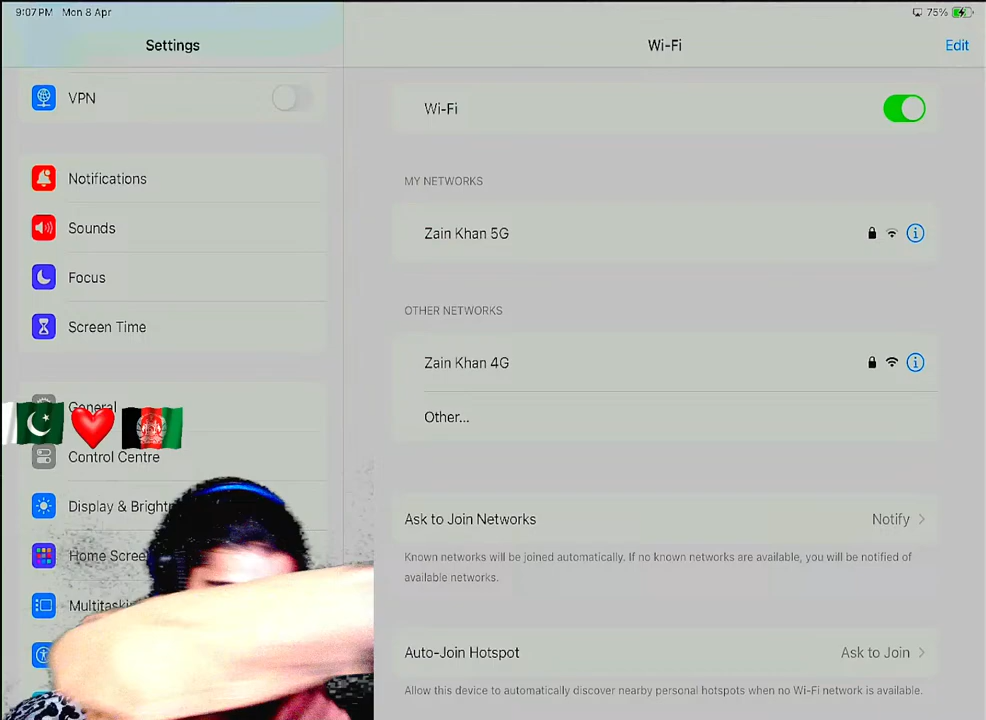 9:07 PM Mon 8 Apr
75%
Settings
VPN
Notifications
Sounds
Focus
Screen Time
General
Control Centre
Display &
Wi-Fi
Edit
Wi-Fi
MY NETWORKS
Zain Khan 5G
OTHER NETWORKS
Zain Khan 4G
Other...
Ask to Join Networks
Notify
Known networks will be joined automatically. If no known networks are available, you will be notified of
available networks.
Auto-Join Hotspot
Ask to Join
Allow this device to automatically discover nearby personal hotspots when no Wi-Fi network is available.